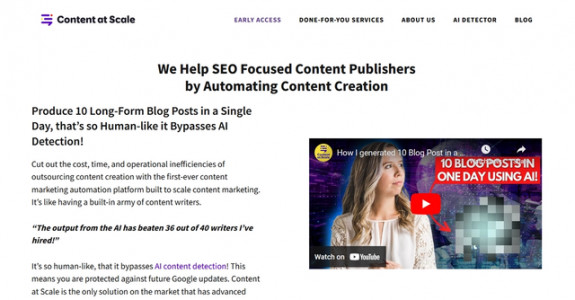 Content at Scale
EARLY ACCESS
DONE-FOR-YOU SERVICES
ABOUT US
AI DETECTOR
BLOG
We Help SEO Focused Content Publishers
by Automating Content Creation
Produce 10 Long-Form Blog Posts in a Single
Day, that's so Human-like it Bypasses AI
Detection!
Cut out the cost, time, and operational inefficiencies of
outsourcing content creation with the first-ever content
marketing automation platform built to scale content marketing.
It's like having a built-in army of content writers.
“The output from the AI has beaten 36 out of 40 writers I've
hired!”
It's so human-like, that it bypasses AI content detection! This
means you are protected against future Google updates. Content
at Scale is the only solution on the market that has advanced
How I generated 10 Blog Post in a ...
10 BLOG POSTS IN
ONE DAY USING AI!
Watch on YouTube